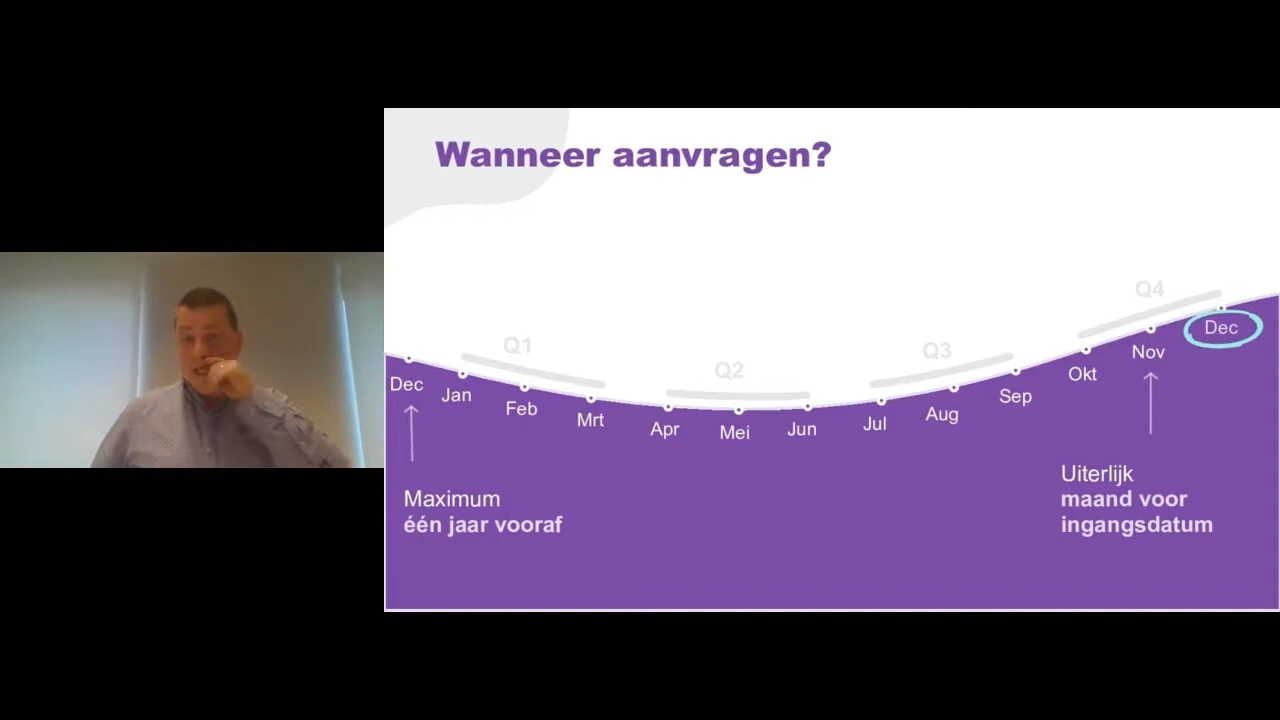 Wanneer aanvragen?
Q1
Q2
Q3
Q4
Dec
Jan
Feb
Mrt
Apr
Mei
Jun
Jul
Aug
Sep
Okt
Nov
Dec
Maximum
één jaar vooraf
Uiterlijk
maand voor
ingangsdatum